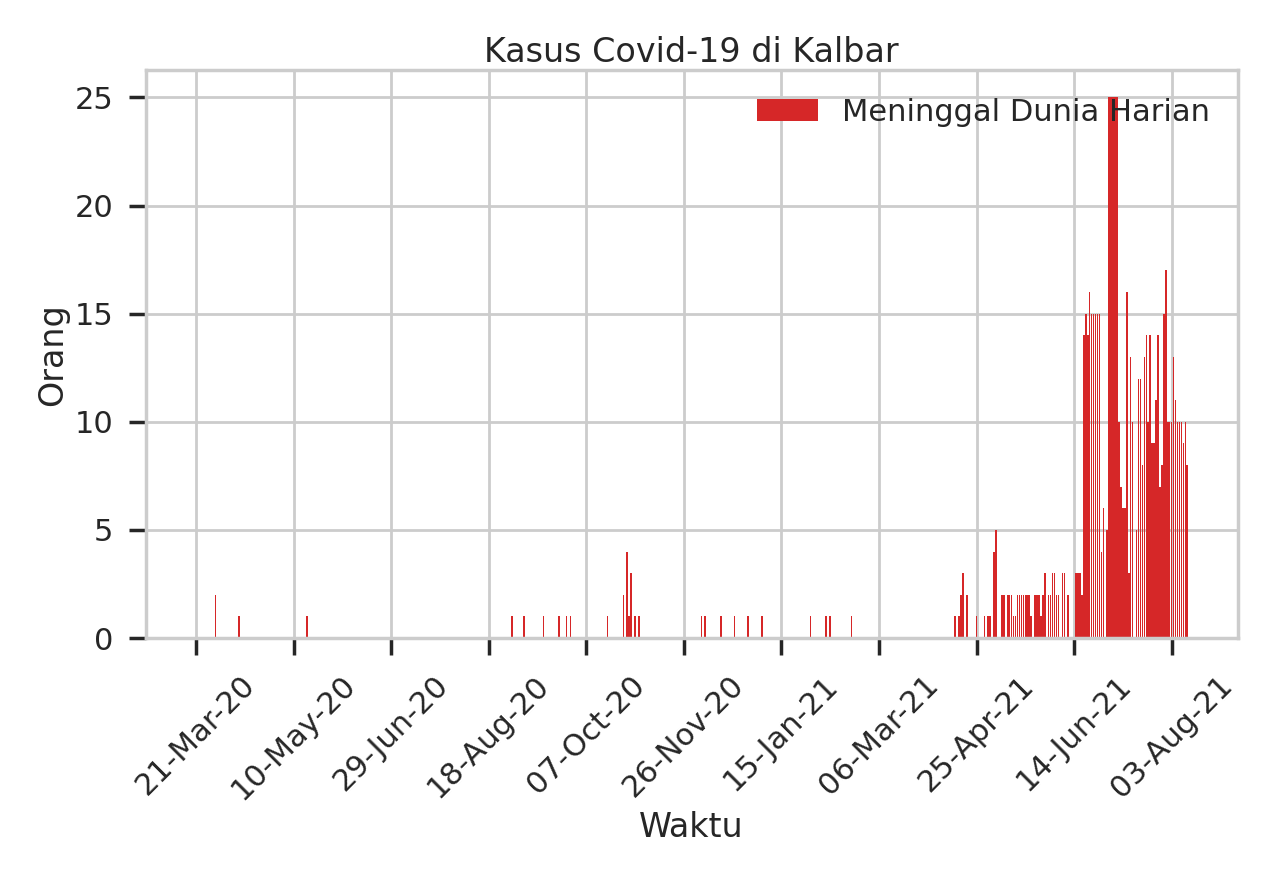 Kasus Covid-19 di Kalbar
Meninggal Dunia Harian
25
20
15
10
5
0
Orang
21-Mar-20
10-May-20
29-Jun-20
18-Aug-20
07-Oct-20
26-Nov-20
15-Jan-21
06-Mar-21
25-Apr-21
14-Jun-21
03-Aug-21
Waktu